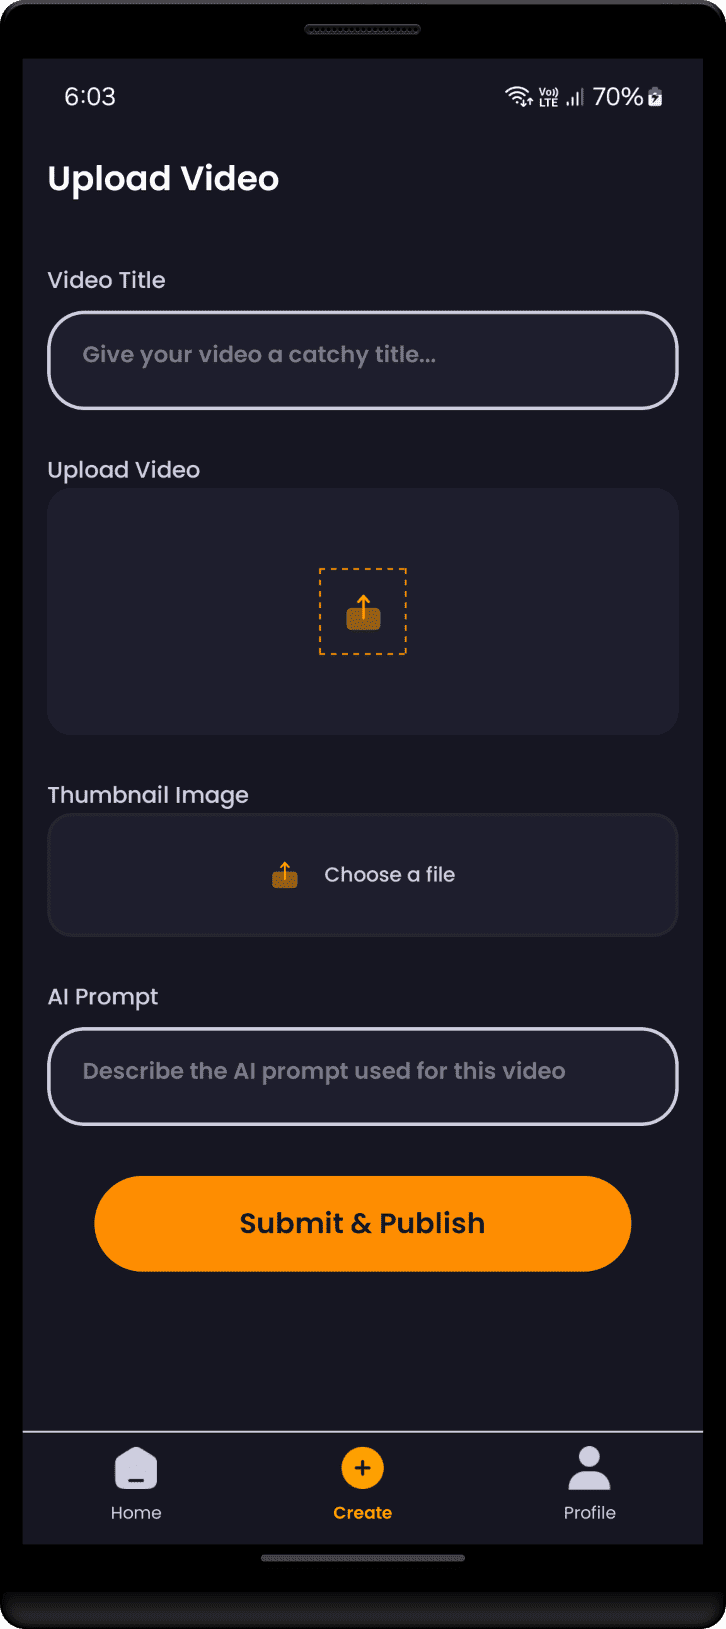 6:03
Vo)) LTE 70%
Upload Video
Video Title
Give your video a catchy title...
Upload Video
Thumbnail Image
Choose a file
AI Prompt
Describe the AI prompt used for this video
Submit & Publish
Home
Create
Profile